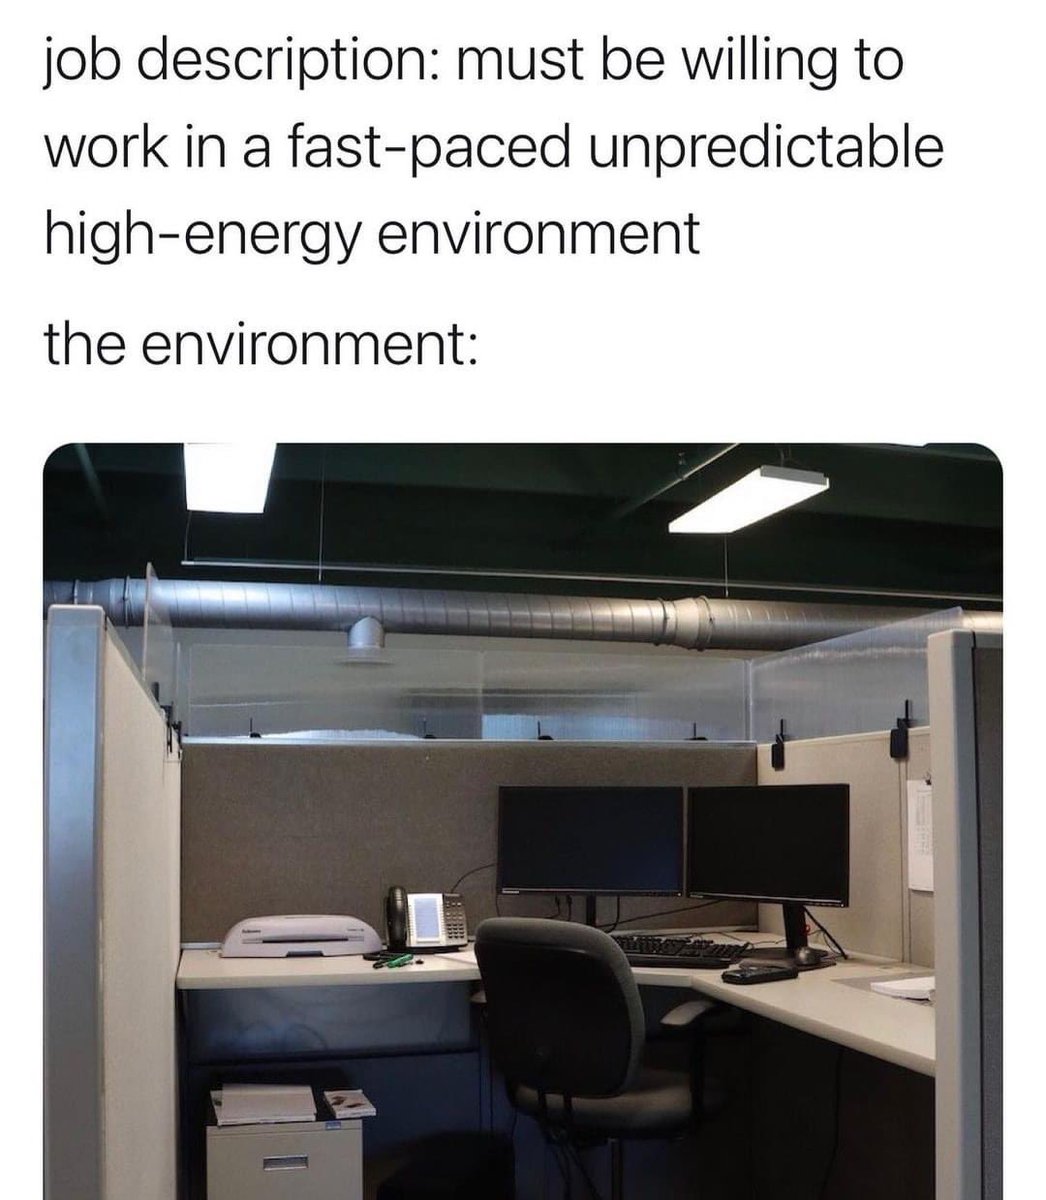 job description: must be willing to
work in a fast-paced unpredictable
high-energy environment
the environment: